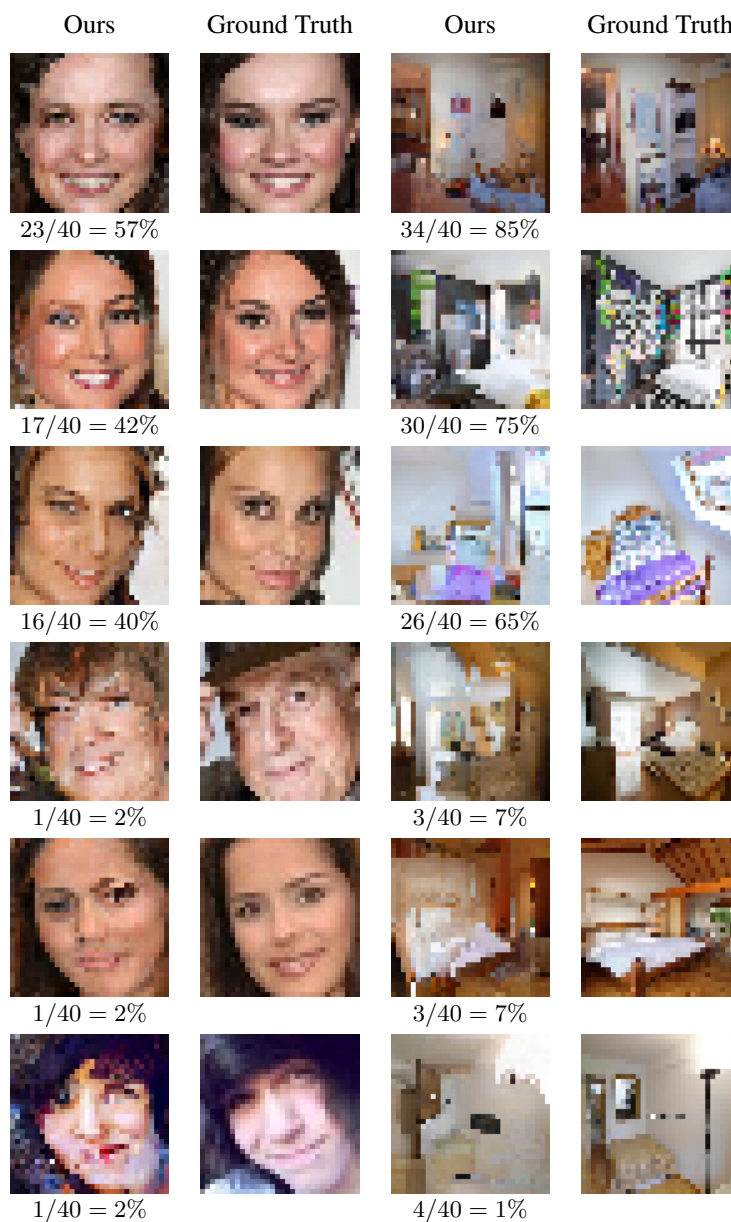 Ours Ground Truth Ours Ground Truth
23/40 = 57% 34/40 = 85%
17/40 = 42% 30/40 = 75%
16/40 = 40% 26/40 = 65%
1/40 = 2% 3/40 = 7%
1/40 = 2% 3/40 = 7%
1/40 = 2% 4/40 = 1%